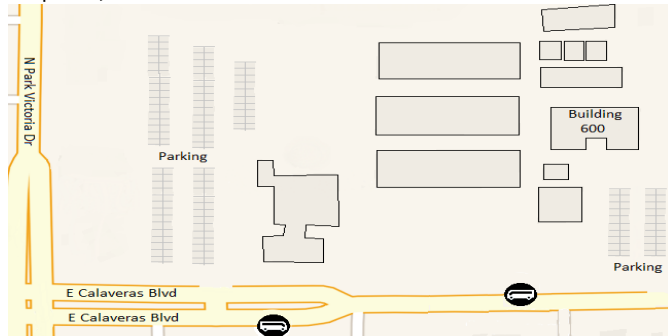 N Park Victoria Dr
Building
600
Parking
Parking
E Calaveras Blvd
E Calaveras Blvd